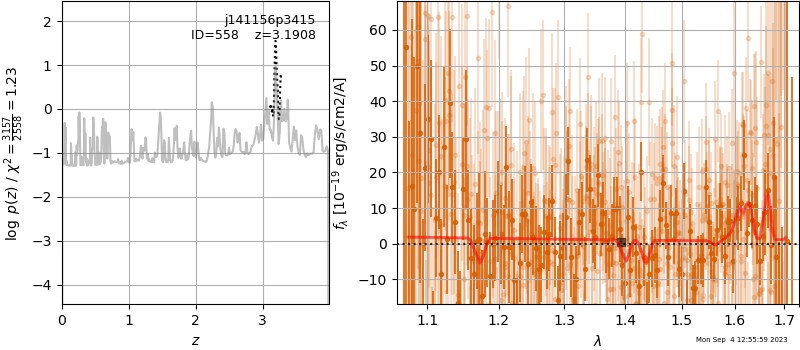 j141156p3415
ID=558 z=3.1908
log p(z) / χ² = 3157/2558 = 1.23
2
1
0
−1
−2
−3
−4
0 1 2 3
z
fλ [10⁻¹⁹ erg/s/cm2/A]
60
50
40
30
20
10
0
−10
1.1 1.2 1.3 1.4 1.5 1.6 1.7
λ
Mon Sep 4 12:55:59 2023